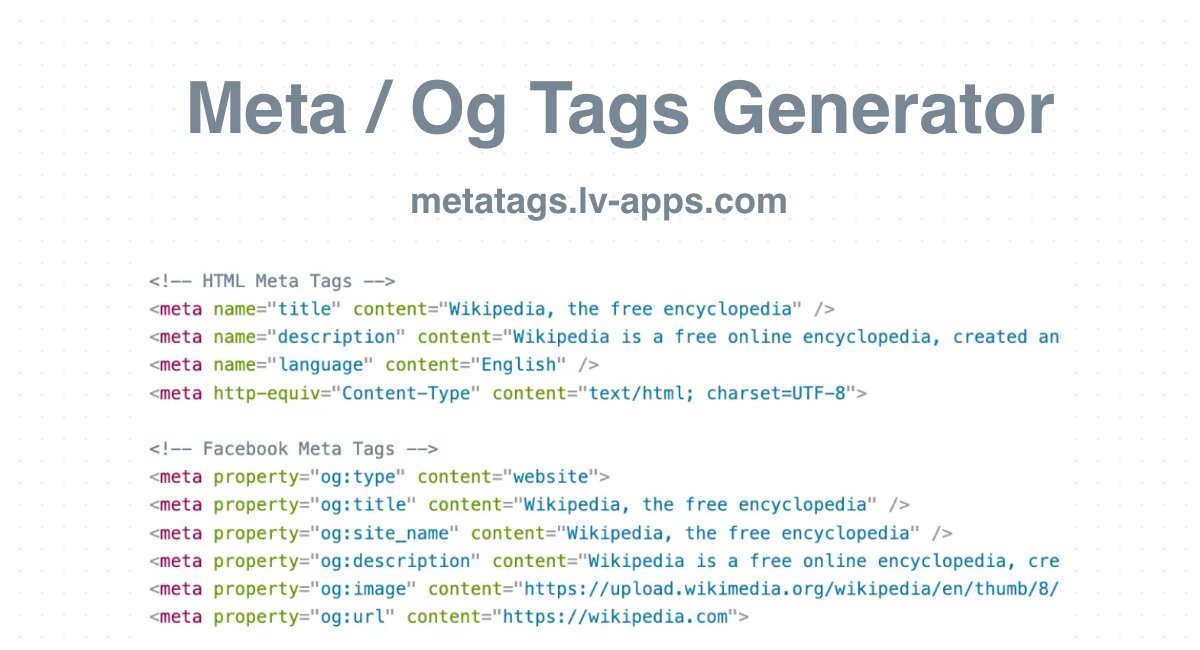 Meta / Og Tags Generator
metatags.lv-apps.com
<!-- HTML Meta Tags -->
<meta name="title" content="Wikipedia, the free encyclopedia" />
<meta name="description" content="Wikipedia is a free online encyclopedia, created an
<meta name="language" content="English" />
<meta http-equiv="Content-Type" content="text/html; charset=UTF-8">
<!-- Facebook Meta Tags -->
<meta property="og:type" content="website">
<meta property="og:title" content="Wikipedia, the free encyclopedia" />
<meta property="og:site_name" content="Wikipedia, the free encyclopedia" />
<meta property="og:description" content="Wikipedia is a free online encyclopedia, cre
<meta property="og:image" content="https://upload.wikimedia.org/wikipedia/en/thumb/8/
<meta property="og:url" content="https://wikipedia.com">